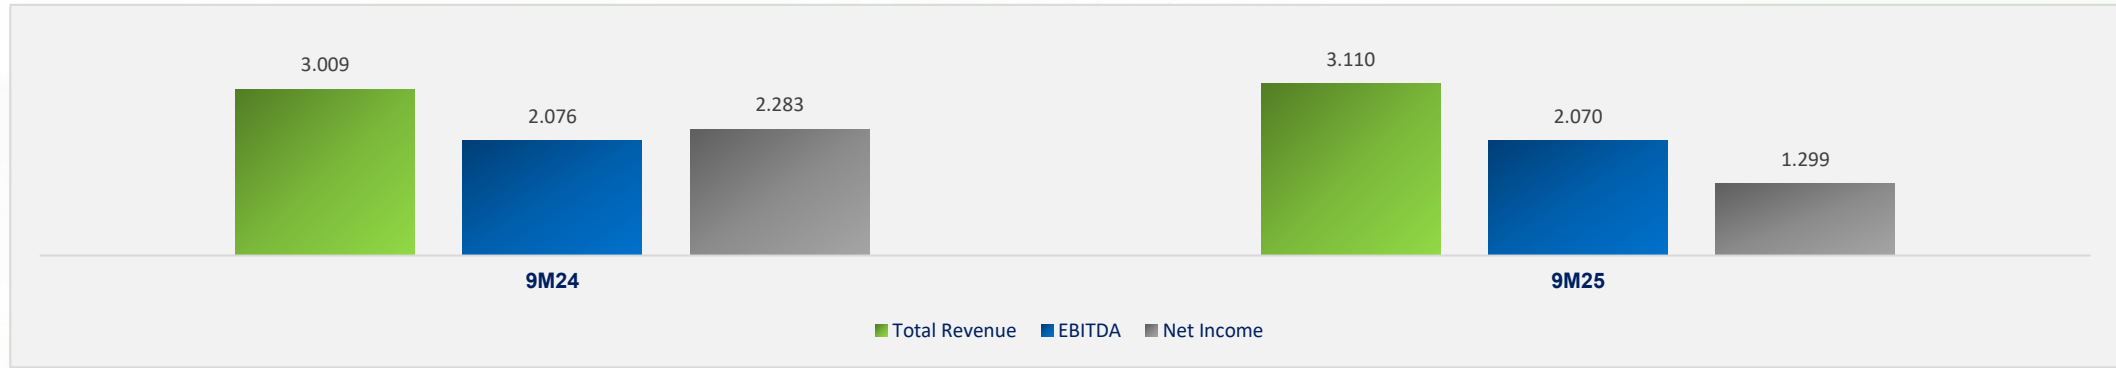 3.009
2.076
2.283
3.110
2.070
1.299
9M24
9M25
Total Revenue EBITDA Net Income